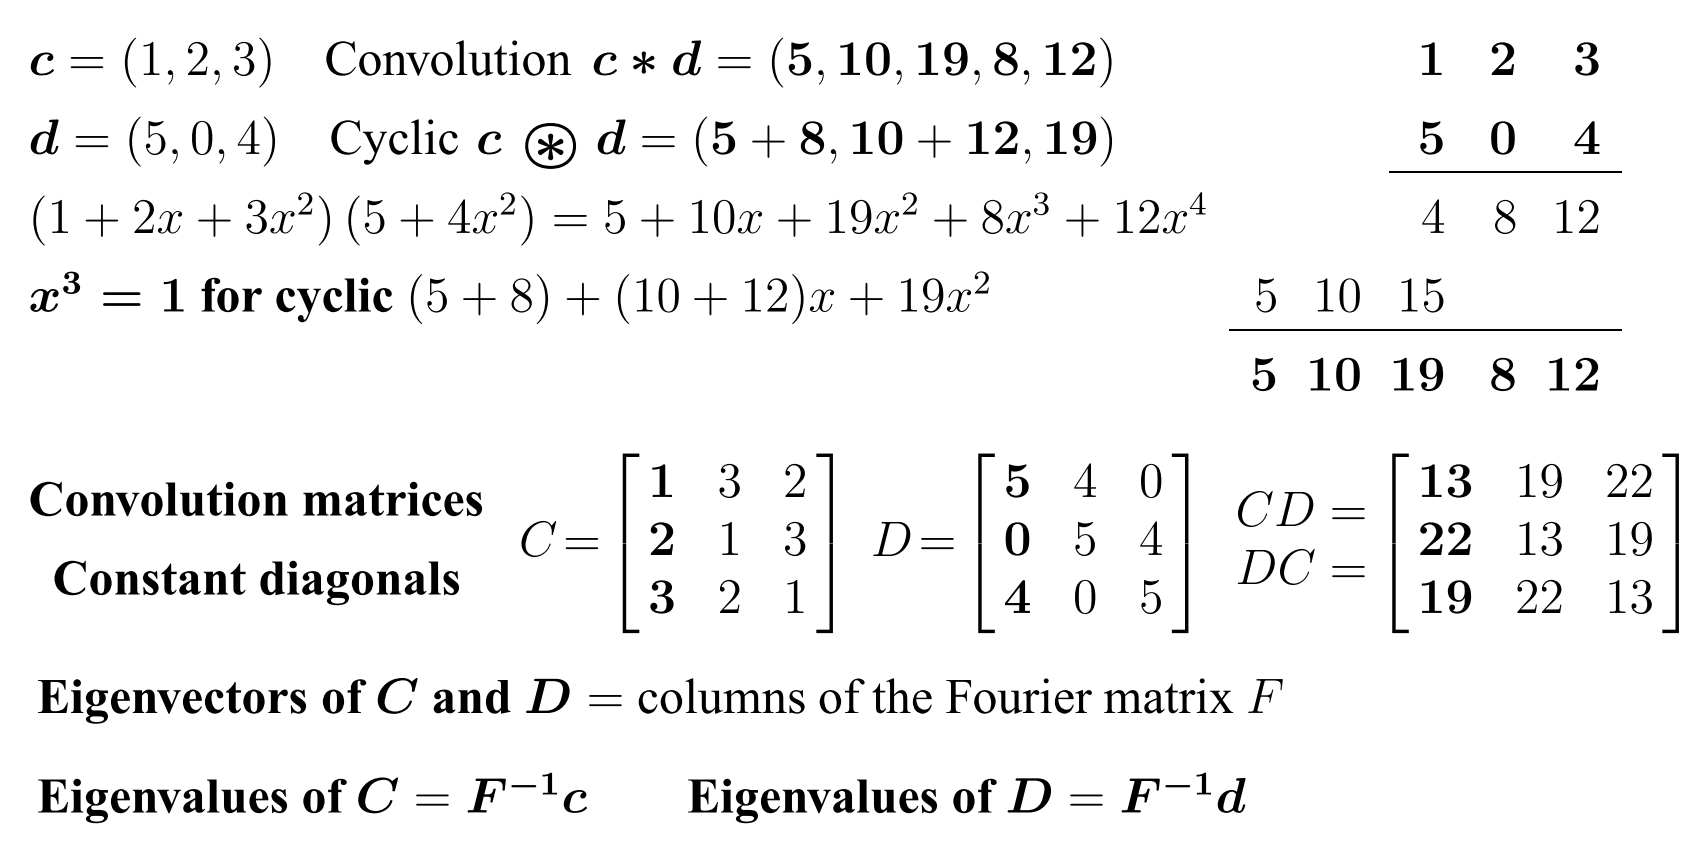 c = (1, 2, 3) Convolution c ∗ d = (5, 10, 19, 8, 12) 1 2 3
d = (5, 0, 4) Cyclic c ⊛ d = (5 + 8, 10 + 12, 19) 5 0 4
(1 + 2x + 3x²) (5 + 4x²) = 5 + 10x + 19x² + 8x³ + 12x⁴ 4 8 12
x³ = 1 for cyclic (5 + 8) + (10 + 12)x + 19x² 5 10 15
5 10 19 8 12
Convolution matrices
Constant diagonals
C =
1 3 2
2 1 3
3 2 1
D =
5 4 0
0 5 4
4 0 5
CD =
DC =
13 19 22
22 13 19
19 22 13
Eigenvectors of C and D = columns of the Fourier matrix F
Eigenvalues of C = F⁻¹c Eigenvalues of D = F⁻¹d